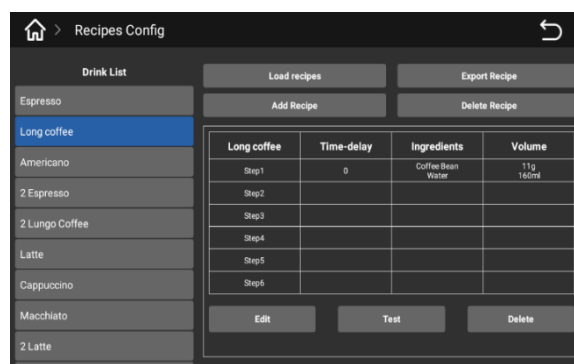 > Recipes Config
Drink List
Espresso
Long coffee
Americano
2 Espresso
2 Lungo Coffee
Latte
Cappuccino
Macchiato
2 Latte
Load recipes Export Recipe
Add Recipe Delete Recipe
Long coffee Time-delay Ingredients Volume
Step1 0 Coffee Bean 11g
Water 160ml
Step2
Step3
Step4
Step5
Step6
Edit Test Delete